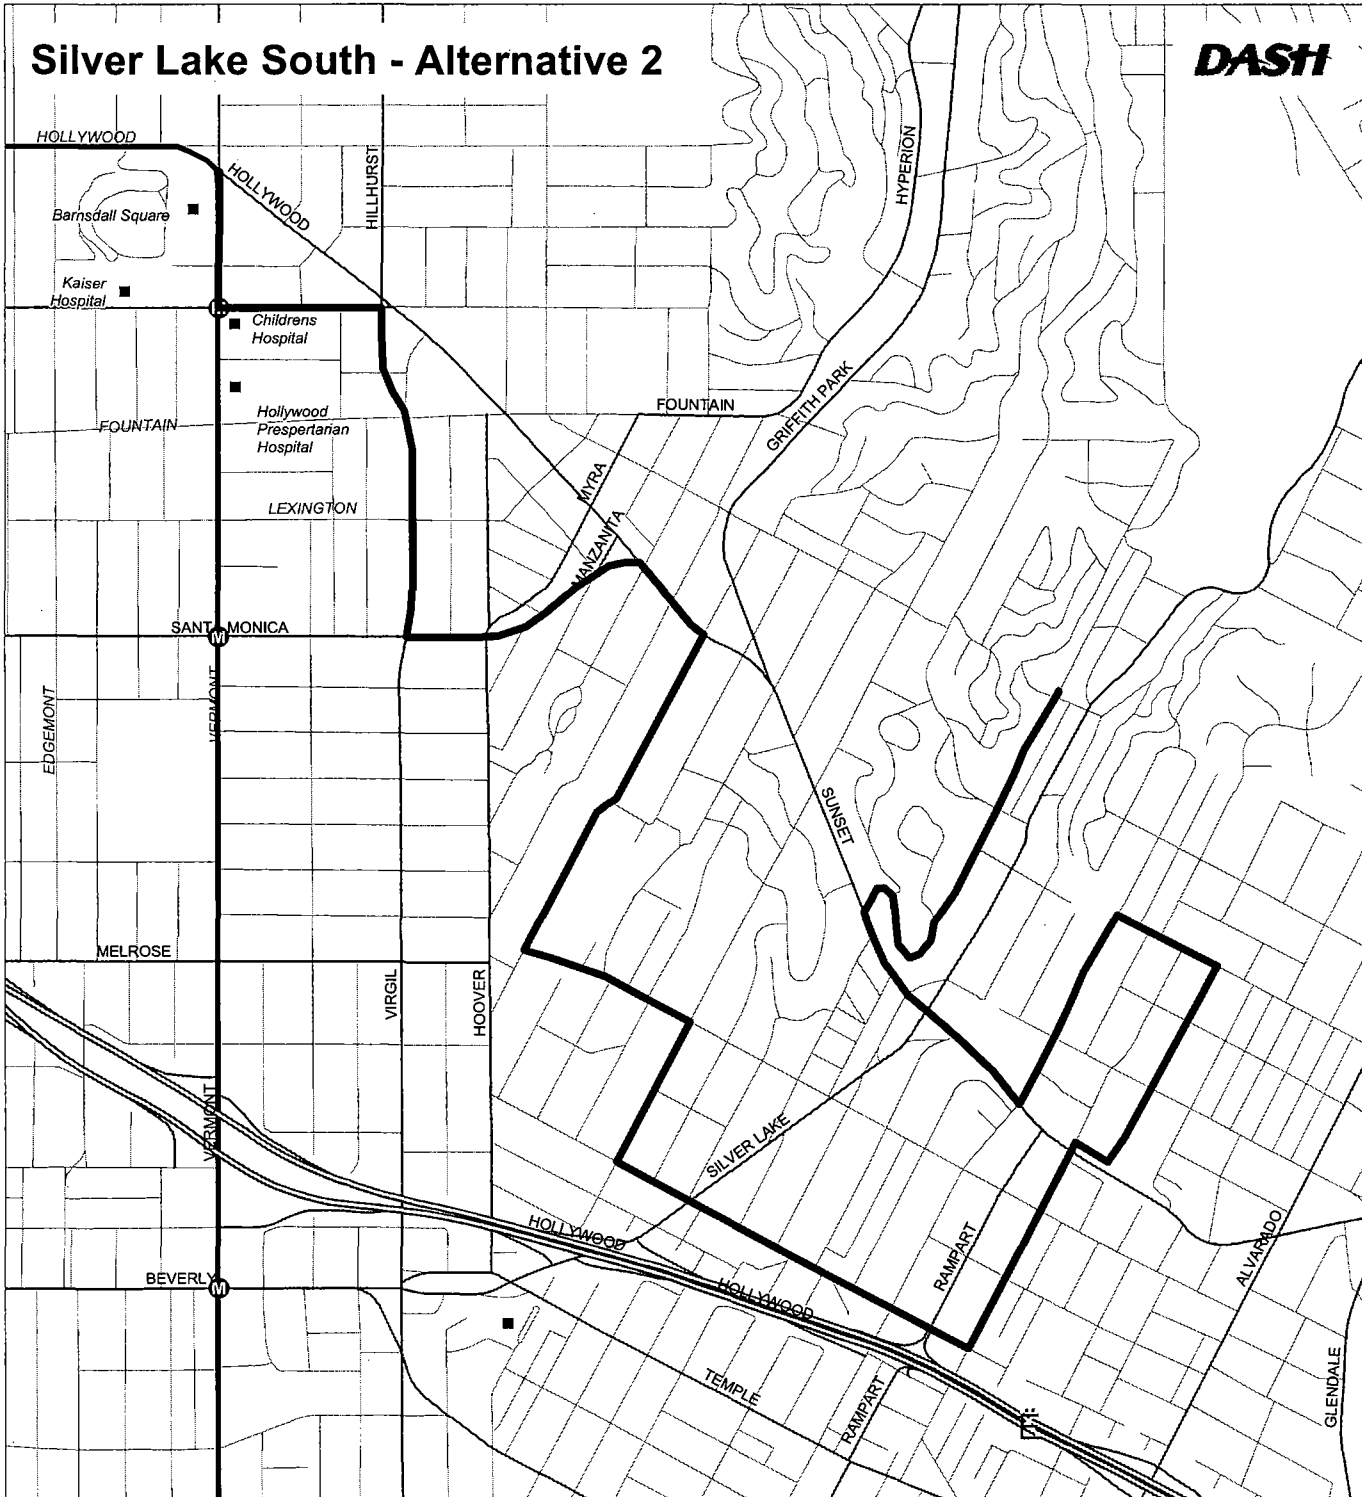 Silver Lake South - Alternative 2
DASH
HOLLYWOOD
HOLLYWOOD
HILLHURST
HYPERION
Barnsdall Square
Kaiser
Hospital
M
Childrens
Hospital
GRIFFITH PARK
FOUNTAIN
Hollywood
Prespertarian
Hospital
FOUNTAIN
MYRA
LEXINGTON
MANZANITA
SANT MONICA
M
VERMONT
EDGEMONT
SUNSET
MELROSE
VIRGIL
HOOVER
VERMONT
SILVER LAKE
HOLLYWOOD
RAMPART
ALVARADO
BEVERLY
M
HOLLYWOOD
TEMPLE
RAMPART
GLENDALE